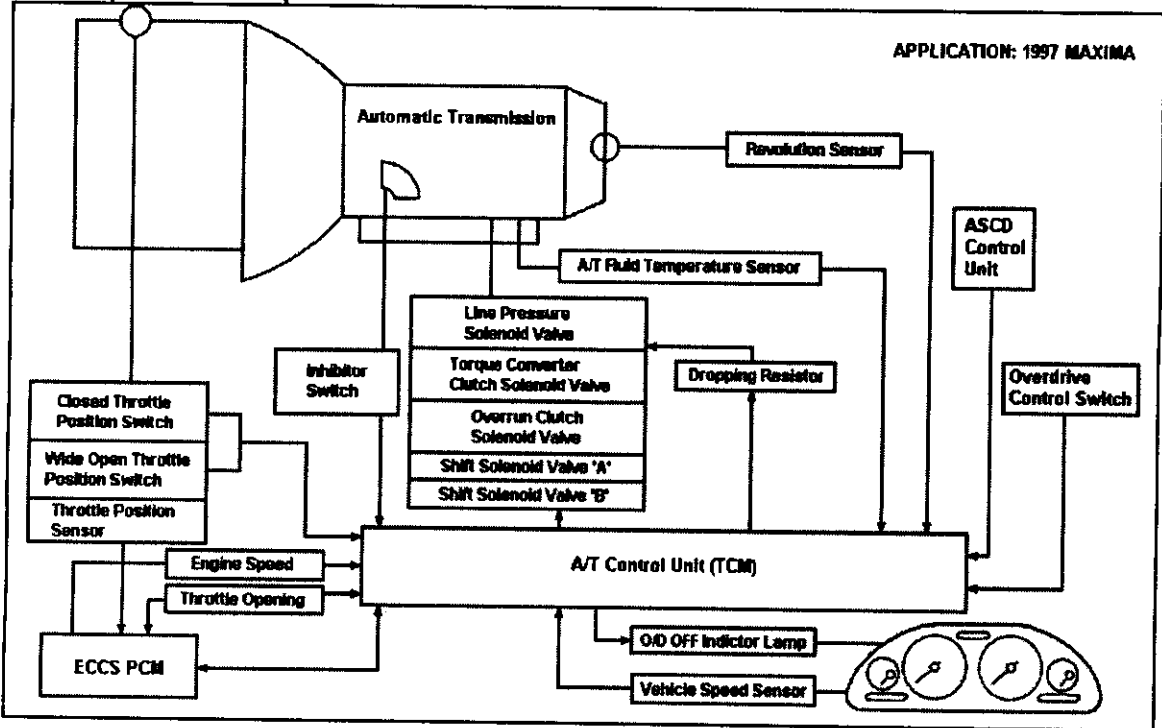 APPLICATION: 1997 MAXIMA
Automatic Transmission
Revolution Sensor
ASCD
Control
Unit
A/T Fluid Temperature Sensor
Line Pressure
Solenoid Valve
Inhibitor
Switch
Torque Converter
Clutch Solenoid Valve
Dropping Resistor
Overdrive
Control Switch
Closed Throttle
Position Switch
Overrun Clutch
Solenoid Valve
Wide Open Throttle
Position Switch
Shift Solenoid Valve 'A'
Shift Solenoid Valve 'B'
Throttle Position
Sensor
Engine Speed
A/T Control Unit (TCM)
Throttle Opening
ECCS PCM
O/D OFF Indictor Lamp
Vehicle Speed Sensor